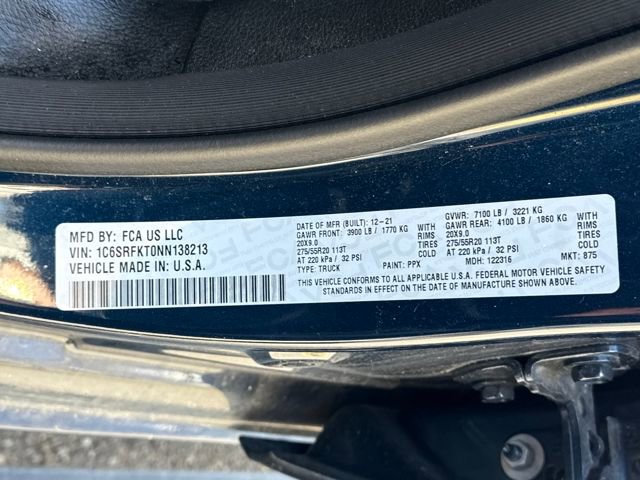 MFD BY: FCA US LLC
VIN: 1C6SRFKT0NN138213
VEHICLE MADE IN: U.S.A.
DATE OF MFR (BUILT): 12-21
GAWR FRONT: 3900 LB / 1770 KG WITH
20X9.0 RIMS
275/55R20 113T TIRES
AT 220 kPa / 32 PSI COLD
TYPE: TRUCK PAINT: PPX
GVWR: 7100 LB / 3221 KG
GAWR REAR: 4100 LB / 1860 KG WITH
20X9.0 RIMS
275/55R20 113T TIRES
AT 220 kPa / 32 PSI COLD
MDH: 122316 MKT: 875
THIS VEHICLE CONFORMS TO ALL APPLICABLE U.S.A. FEDERAL MOTOR VEHICLE SAFETY
STANDARDS IN EFFECT ON THE DATE OF MANUFACTURE SHOWN ABOVE.